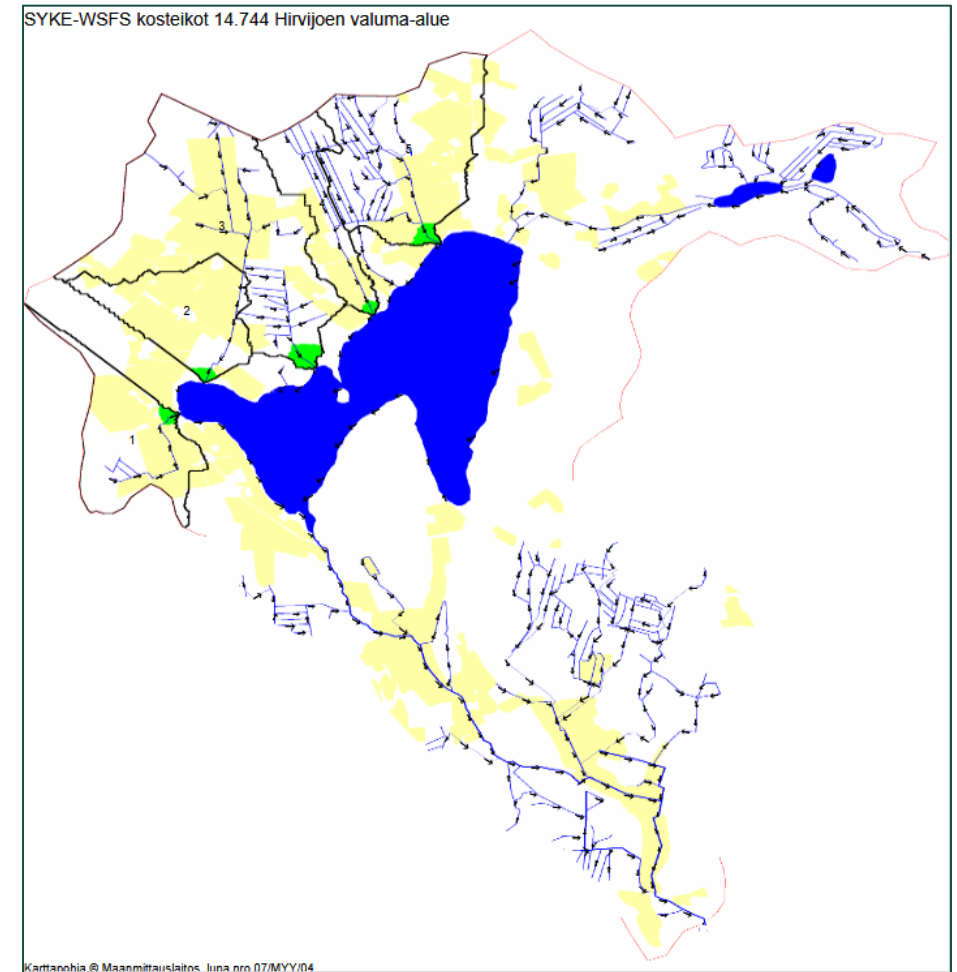 SYKE-WSFS kosteikot 14.744 Hirvijoen valuma-alue
5
3
2
1
Karttapohja © Maanmittauslaitos, lupa nro 07/MYY/04